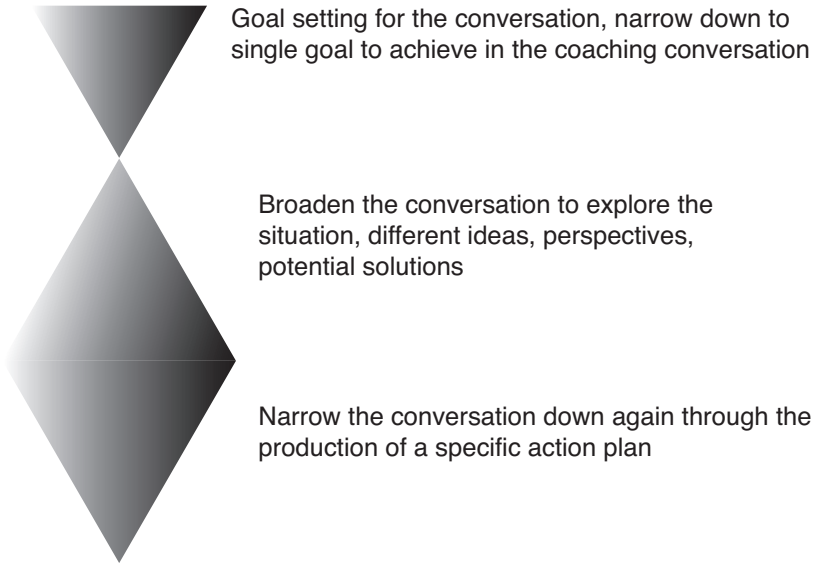 Goal setting for the conversation, narrow down to
single goal to achieve in the coaching conversation
Broaden the conversation to explore the
situation, different ideas, perspectives,
potential solutions
Narrow the conversation down again through the
production of a specific action plan